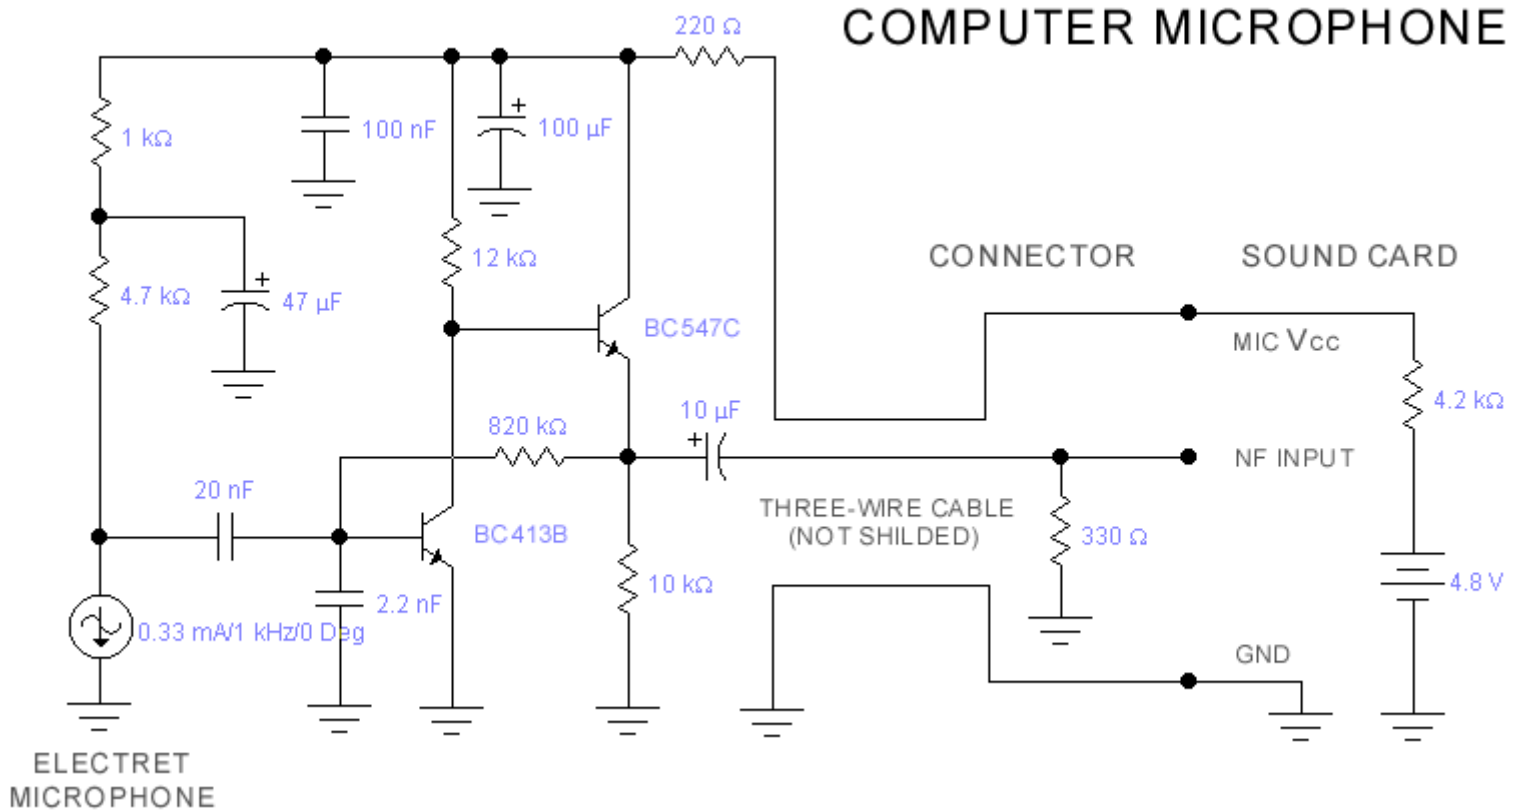 COMPUTER MICROPHONE
220 Ω
1 kΩ
100 nF
+
100 µF
12 kΩ
CONNECTOR
SOUND CARD
4.7 kΩ
+
47 µF
BC547C
MIC Vcc
4.2 kΩ
820 kΩ
10 µF
+
NF INPUT
20 nF
THREE-WIRE CABLE
(NOT SHILDED)
BC413B
330 Ω
10 kΩ
4.8 V
2.2 nF
0.33 mA/1 kHz/0 Deg
GND
ELECTRET
MICROPHONE